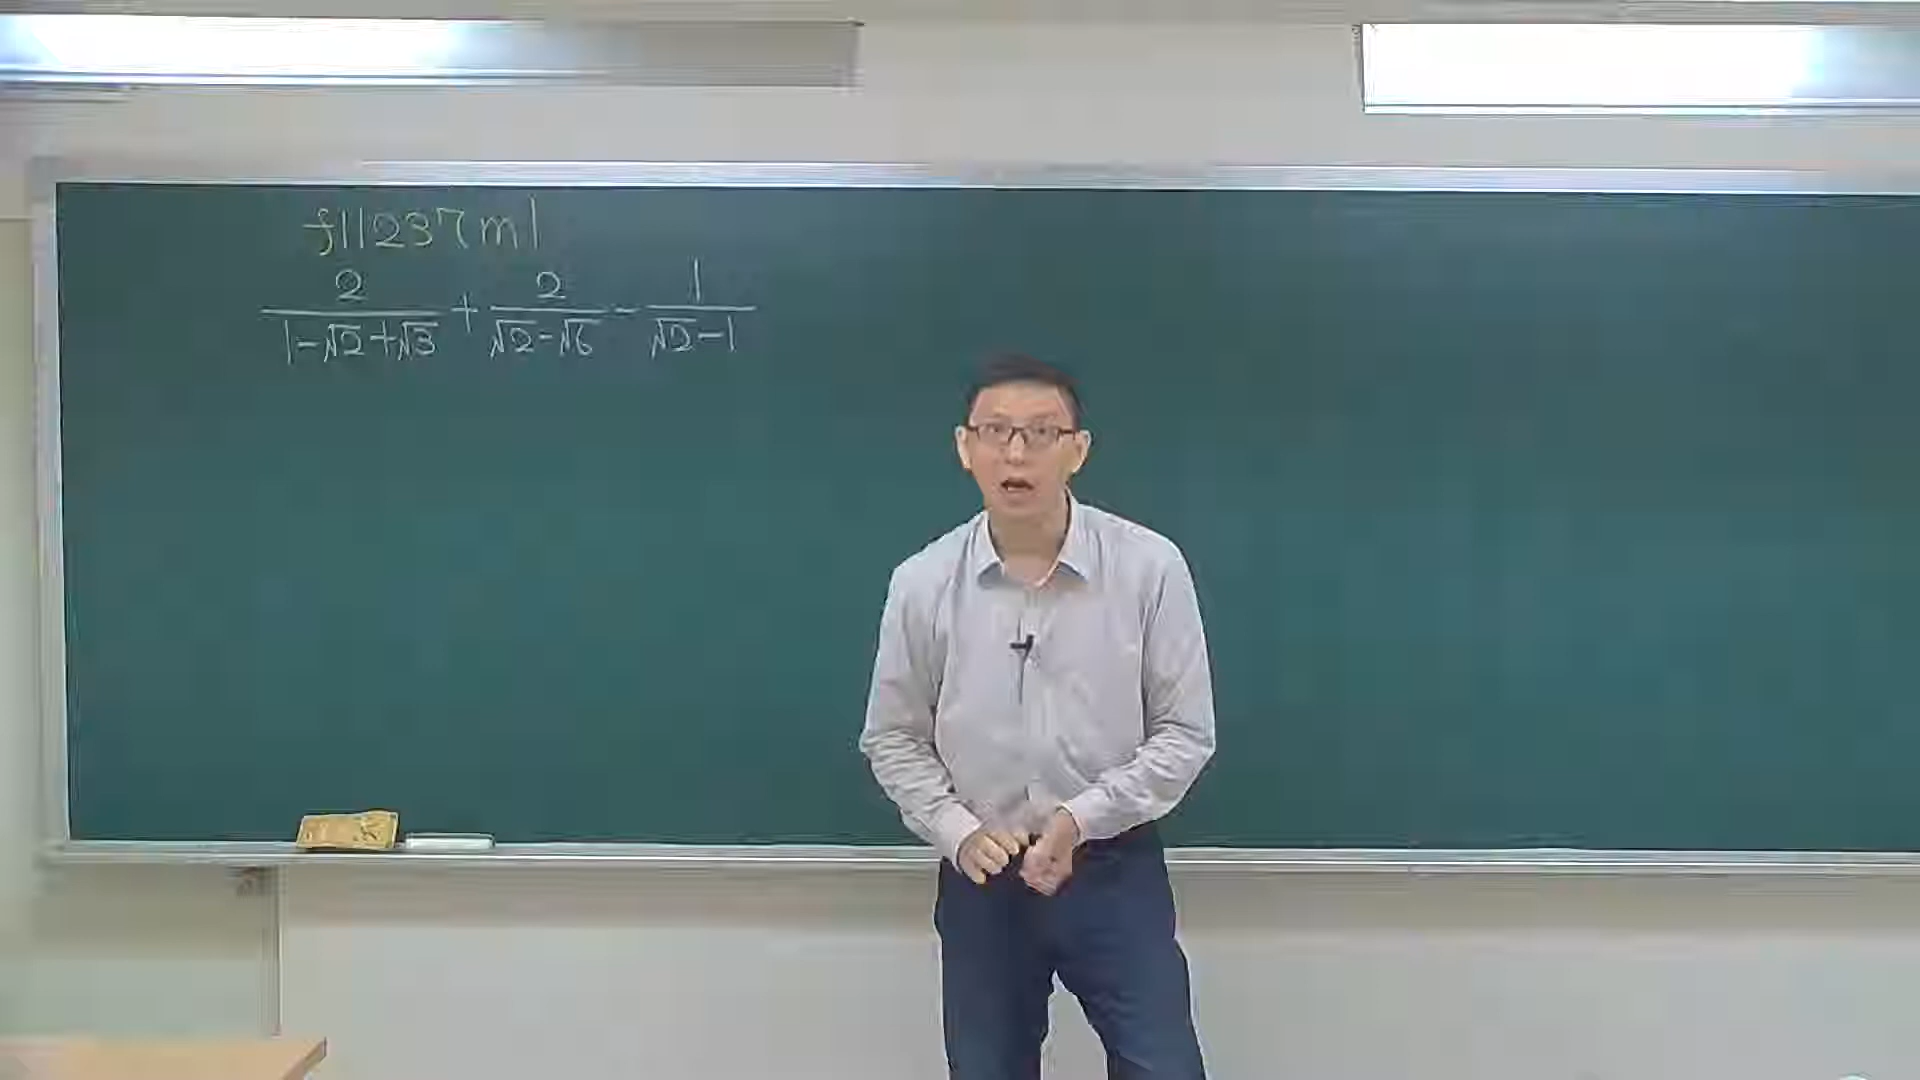 f11237m1
2/(1-√2+√3) + 2/(√2-√6) - 1/(√2-1)